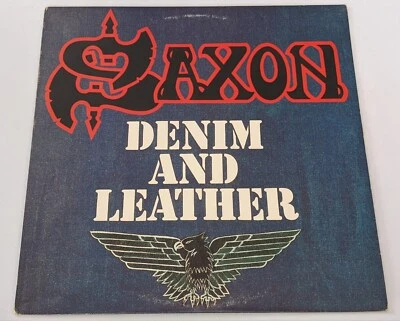 SAXON
DENIM
AND
LEATHER